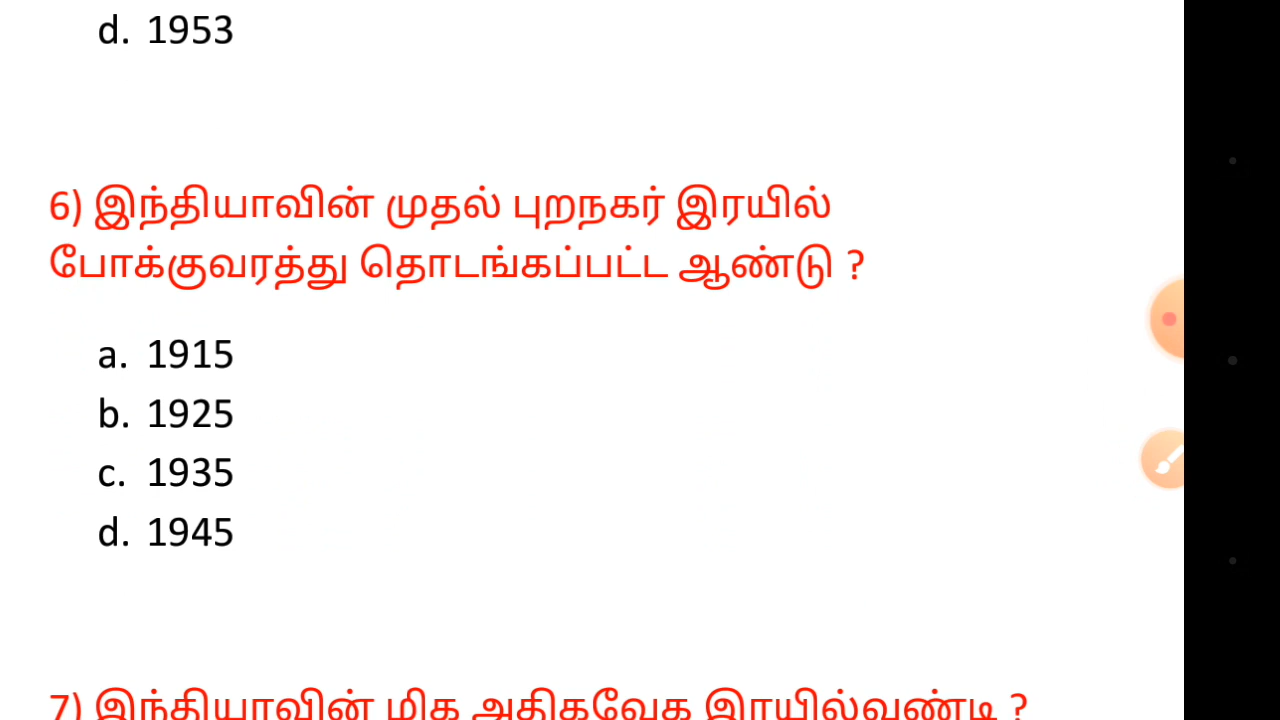 d. 1953
6) இந்தியாவின் முதல் புறநகர் இரயில்
போக்குவரத்து தொடங்கப்பட்ட ஆண்டு ?
a. 1915
b. 1925
c. 1935
d. 1945
7) இந்தியாவின் மிக அதிகவேக இரயில்வண்டி ?